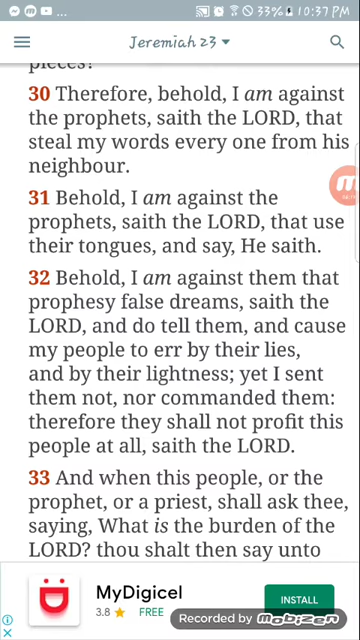 33% 10:37 PM
Jeremiah 23
pieces?
30 Therefore, behold, I am against
the prophets, saith the LORD, that
steal my words every one from his
neighbour.
31 Behold, I am against the
prophets, saith the LORD, that use
their tongues, and say, He saith.
32 Behold, I am against them that
prophesy false dreams, saith the
LORD, and do tell them, and cause
my people to err by their lies,
and by their lightness; yet I sent
them not, nor commanded them:
therefore they shall not profit this
people at all, saith the LORD.
33 And when this people, or the
prophet, or a priest, shall ask thee,
saying, What is the burden of the
LORD? thou shalt then say unto
MyDigicel
3.8 ★ FREE
INSTALL
Recorded by mobizen